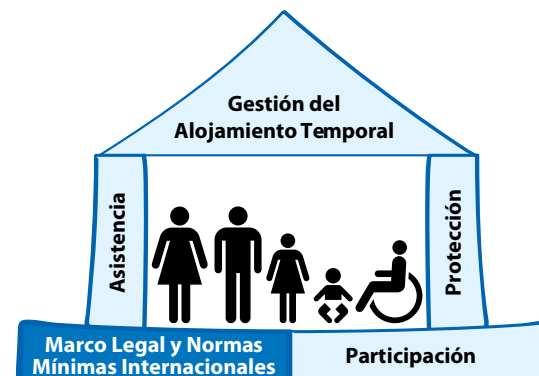 Gestión del
Alojamiento Temporal
Asistencia
Protección
Marco Legal y Normas
Mínimas Internacionales
Participación